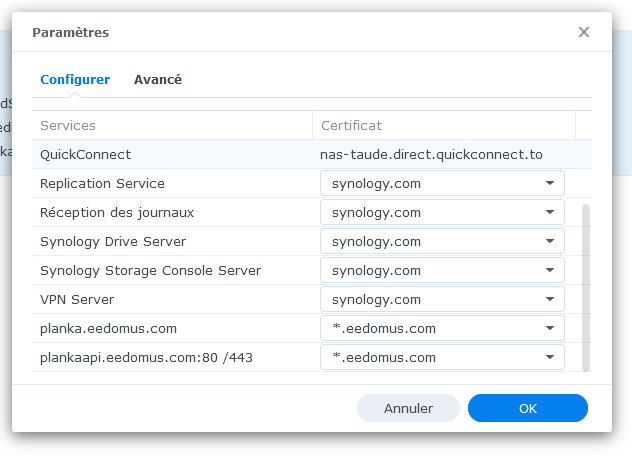 Paramètres
Configurer Avancé
Services Certificat
QuickConnect nas-taude.direct.quickconnect.to
Replication Service synology.com
Réception des journaux synology.com
Synology Drive Server synology.com
Synology Storage Console Server synology.com
VPN Server synology.com
planka.eedomus.com *.eedomus.com
plankaapi.eedomus.com:80 /443 *.eedomus.com
Annuler OK